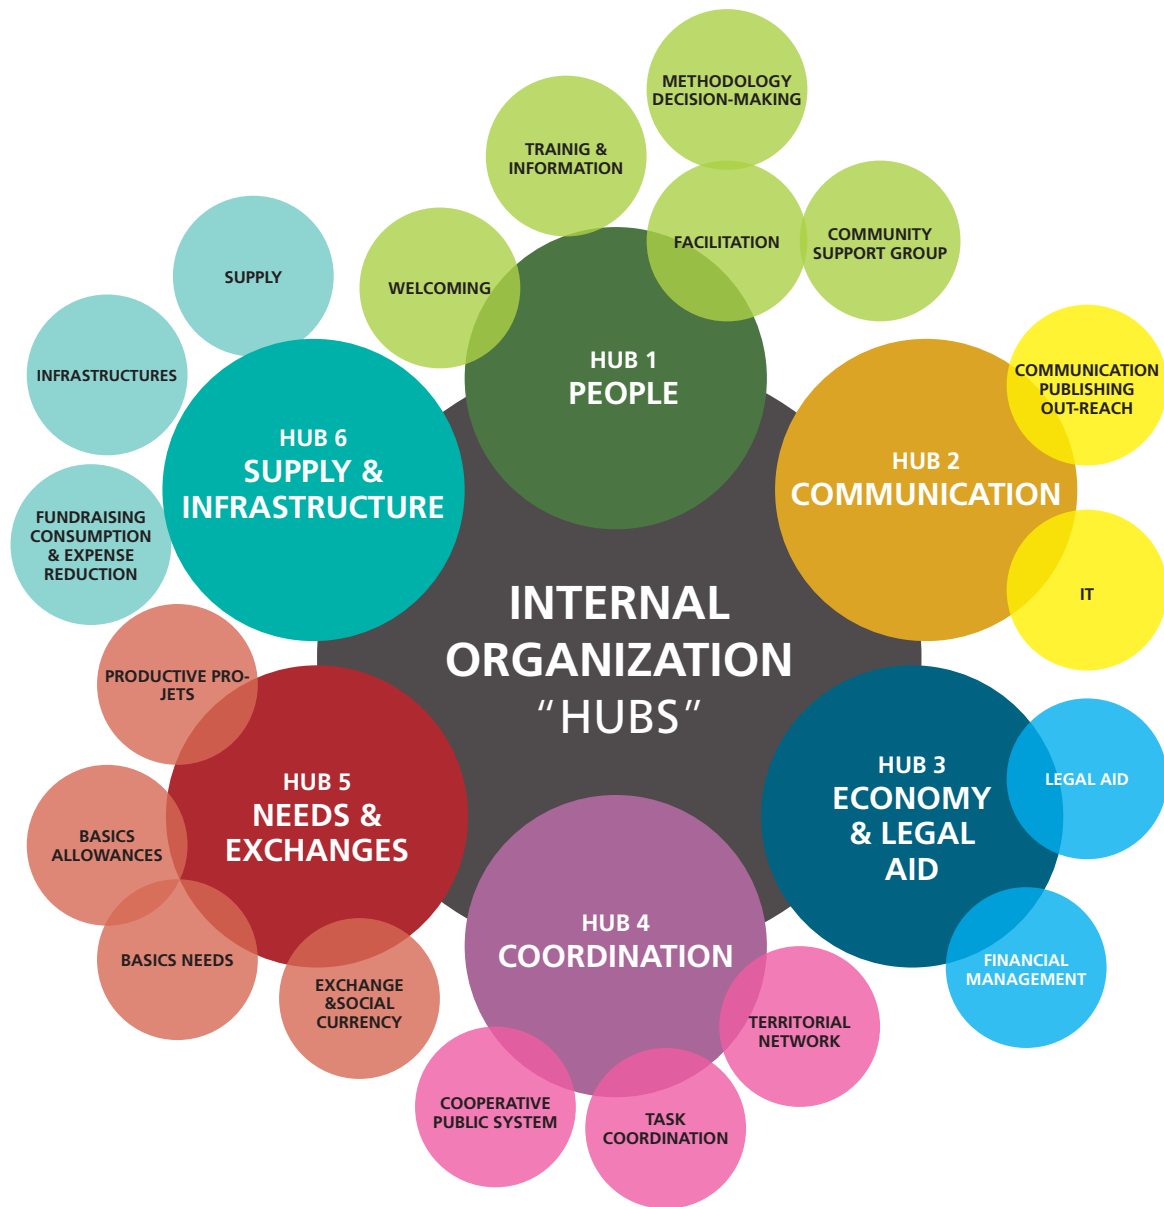 METHODOLOGY
DECISION-MAKING
TRAINIG &
INFORMATION
FACILITATION
COMMUNITY
SUPPORT GROUP
WELCOMING
SUPPLY
INFRASTRUCTURES
FUNDRAISING
CONSUMPTION
& EXPENSE
REDUCTION
HUB 1
PEOPLE
HUB 6
SUPPLY &
INFRASTRUCTURE
HUB 2
COMMUNICATION
COMMUNICATION
PUBLISHING
OUT-REACH
IT
INTERNAL
ORGANIZATION
“HUBS”
PRODUCTIVE PRO-
JETS
HUB 5
NEEDS &
EXCHANGES
BASICS
ALLOWANCES
BASICS NEEDS
EXCHANGE
&SOCIAL
CURRENCY
HUB 3
ECONOMY
& LEGAL
AID
LEGAL AID
FINANCIAL
MANAGEMENT
HUB 4
COORDINATION
TERRITORIAL
NETWORK
COOPERATIVE
PUBLIC SYSTEM
TASK
COORDINATION